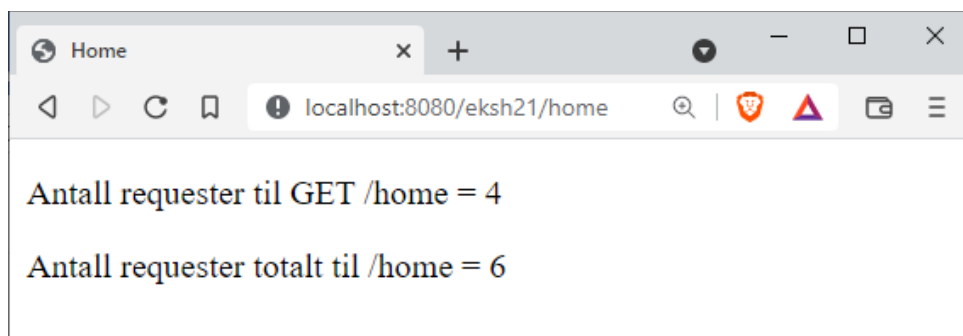 Home
localhost:8080/eksh21/home
Antall requester til GET /home = 4
Antall requester totalt til /home = 6